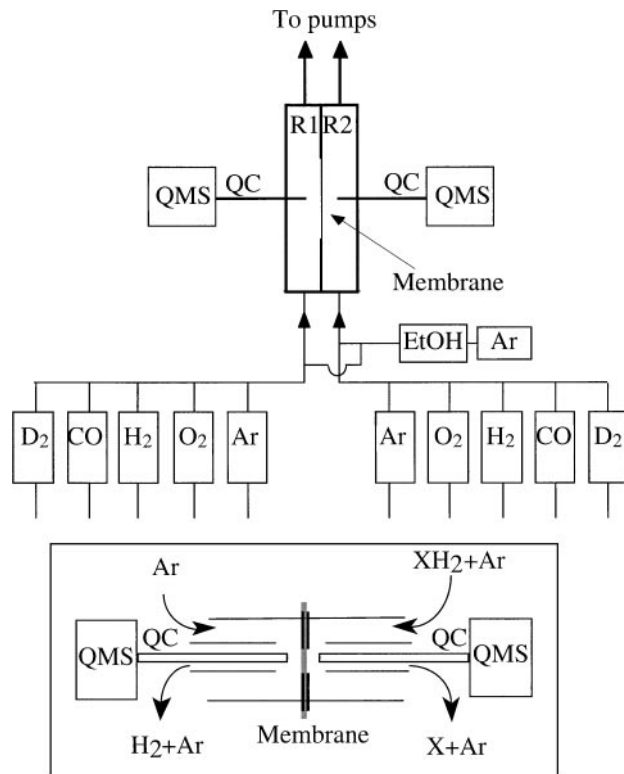 To pumps
R1 R2
QMS QC QC QMS
Membrane
EtOH Ar
D2 CO H2 O2 Ar Ar O2 H2 CO D2
Ar XH2+Ar
QMS QC QC QMS
H2+Ar Membrane X+Ar